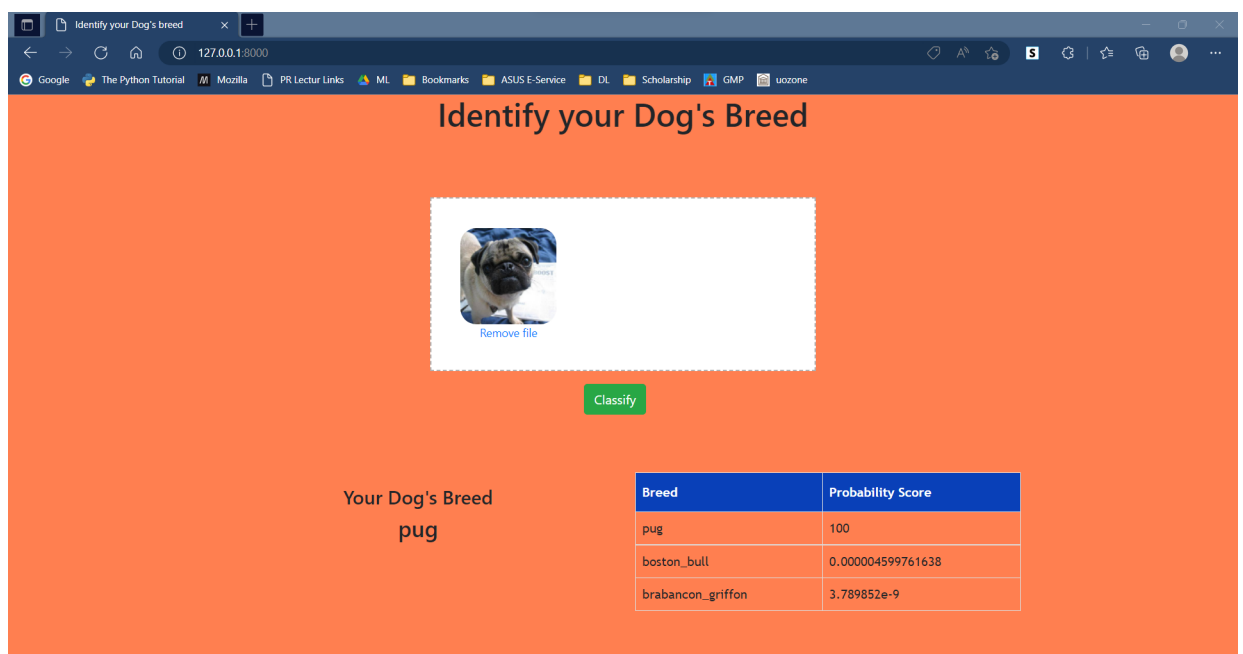 Identify your Dog's breed
127.0.0.1:8000
Google The Python Tutorial M Mozilla PR Lectur Links ML Bookmarks ASUS E-Service DL Scholarship GMP uozone
Identify your Dog's Breed
Remove file
Classify
Your Dog's Breed
pug
Breed Probability Score
pug 100
boston_bull 0.000004599761638
brabancon_griffon 3.789852e-9